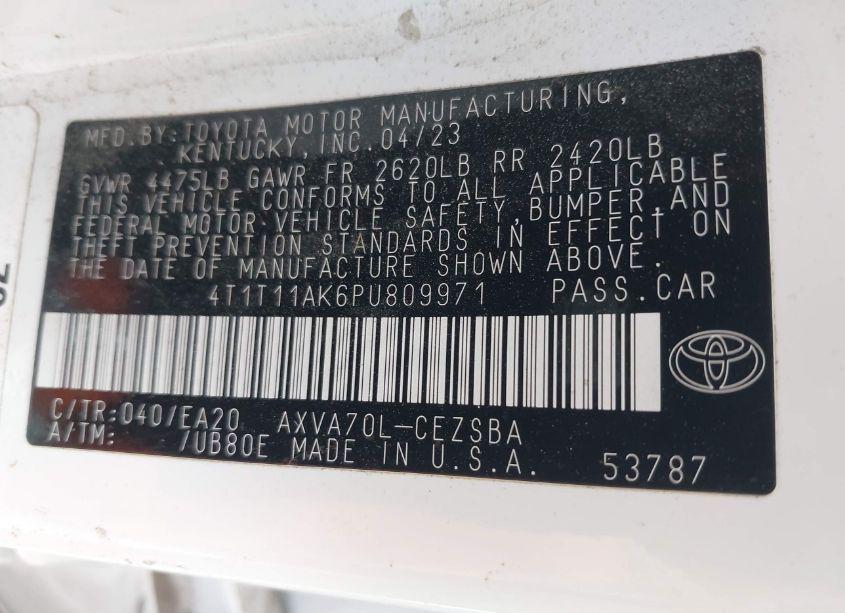 MFD.BY:TOYOTA MOTOR MANUFACTURING,
KENTUCKY,INC.04/23
GVWR 4475LB GAWR FR 2620LB RR 2420LB
THIS VEHICLE CONFORMS TO ALL APPLICABLE
FEDERAL MOTOR VEHICLE SAFETY,BUMPER,AND
THEFT PREVENTION STANDARDS IN EFFECT ON
THE DATE OF MANUFACTURE SHOWN ABOVE.
4T1T11AK6PU809971 PASS.CAR
C/TR:040/EA20 AXVA70L-CEZSBA
A/TM: /UB80E MADE IN U.S.A. 53787